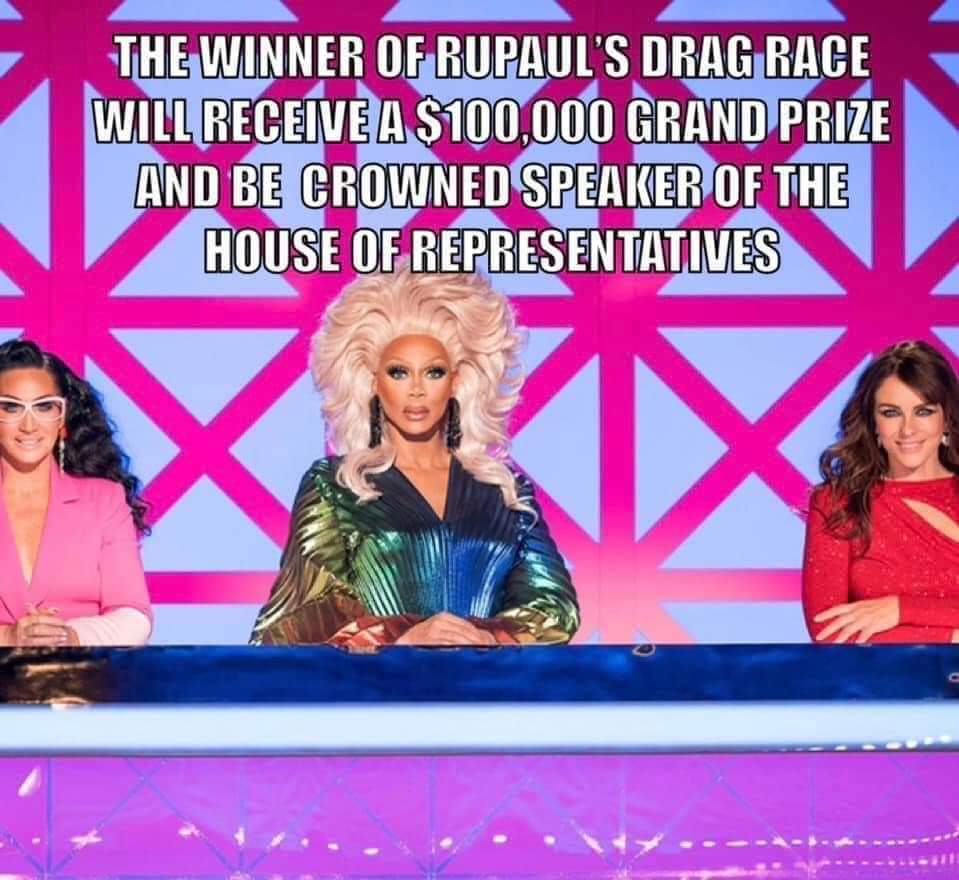 THE WINNER OF RUPAUL'S DRAG RACE
WILL RECEIVE A $100,000 GRAND PRIZE
AND BE CROWNED SPEAKER OF THE
HOUSE OF REPRESENTATIVES